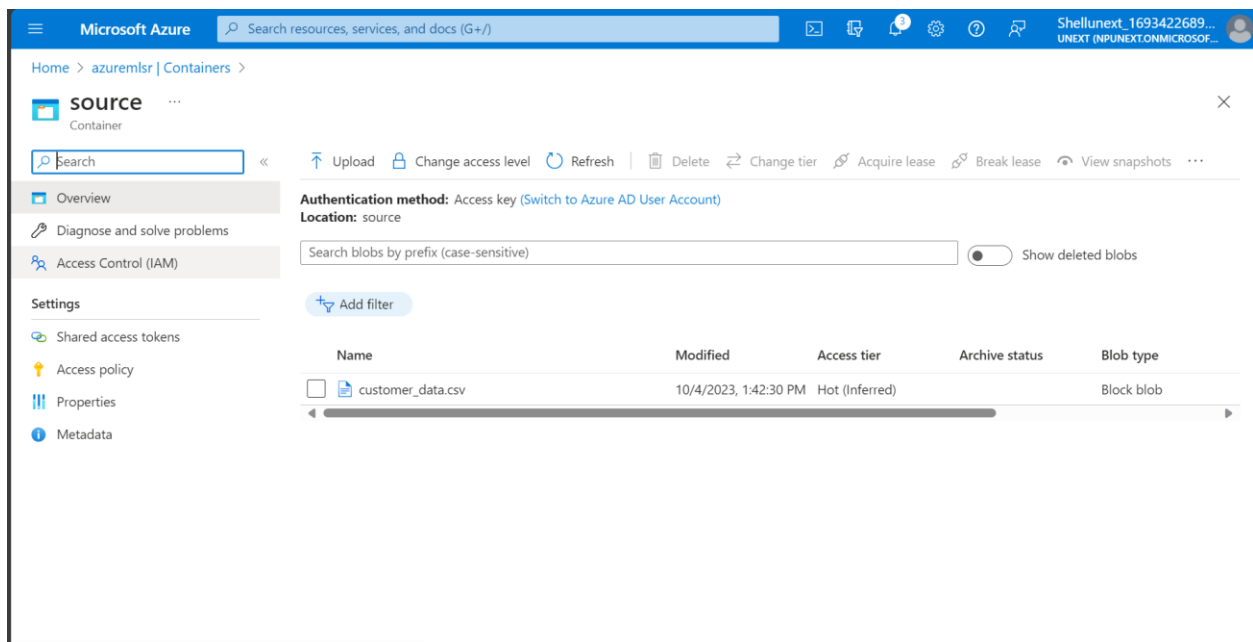 Microsoft Azure
Search resources, services, and docs (G+/)
3
Shellunext_1693422689...
UNEXT (NPUNEXT.ONMICROSOF...
Home > azuremlsr | Containers >
source ...
Container
Search «
Overview
Diagnose and solve problems
Access Control (IAM)
Settings
Shared access tokens
Access policy
Properties
Metadata
Upload Change access level Refresh Delete Change tier Acquire lease Break lease View snapshots ...
Authentication method: Access key (Switch to Azure AD User Account)
Location: source
Search blobs by prefix (case-sensitive)
Show deleted blobs
Add filter
Name Modified Access tier Archive status Blob type
customer_data.csv 10/4/2023, 1:42:30 PM Hot (Inferred) Block blob